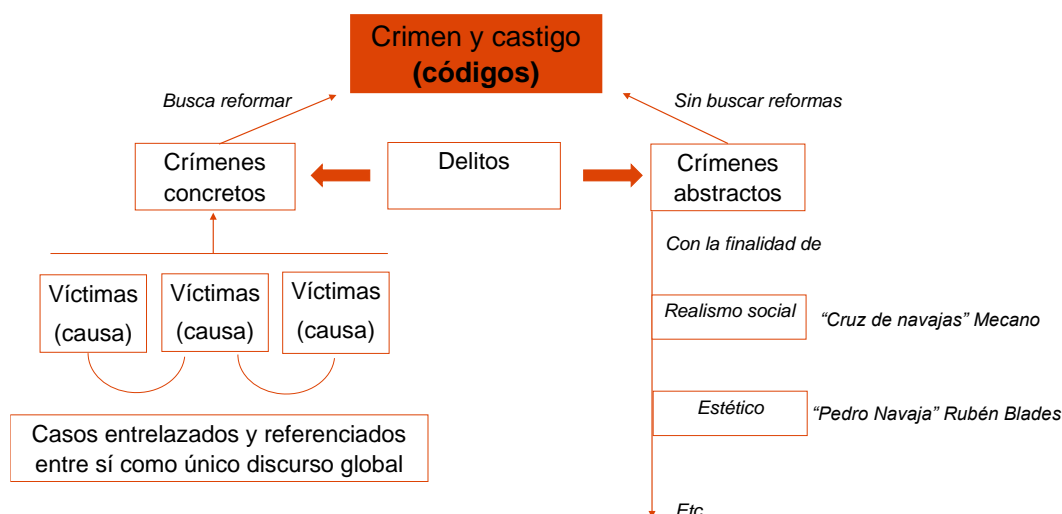 Crimen y castigo
(códigos)
Busca reformar
Sin buscar reformas
Crímenes
concretos
Delitos
Crímenes
abstractos
Con la finalidad de
Víctimas
(causa)
Víctimas
(causa)
Víctimas
(causa)
Realismo social
“Cruz de navajas” Mecano
Estético
“Pedro Navaja” Rubén Blades
Casos entrelazados y referenciados
entre sí como único discurso global
Etc